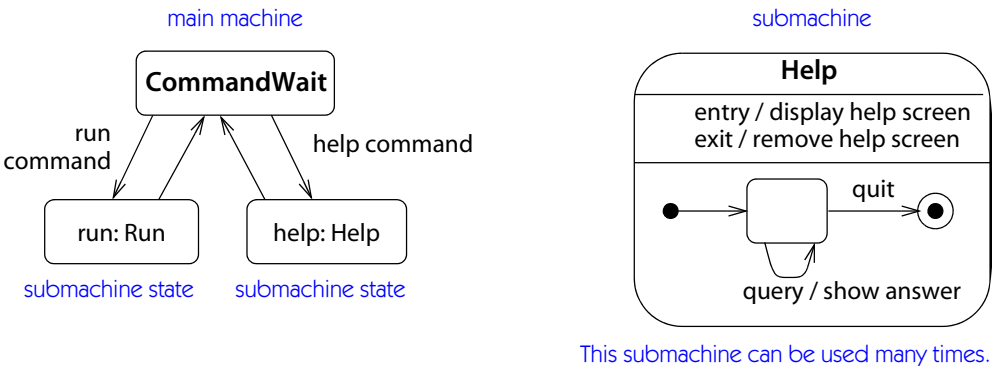 main machine
CommandWait
run
command
help command
run: Run
help: Help
submachine state
submachine state
submachine
Help
entry / display help screen
exit / remove help screen
quit
query / show answer
This submachine can be used many times.